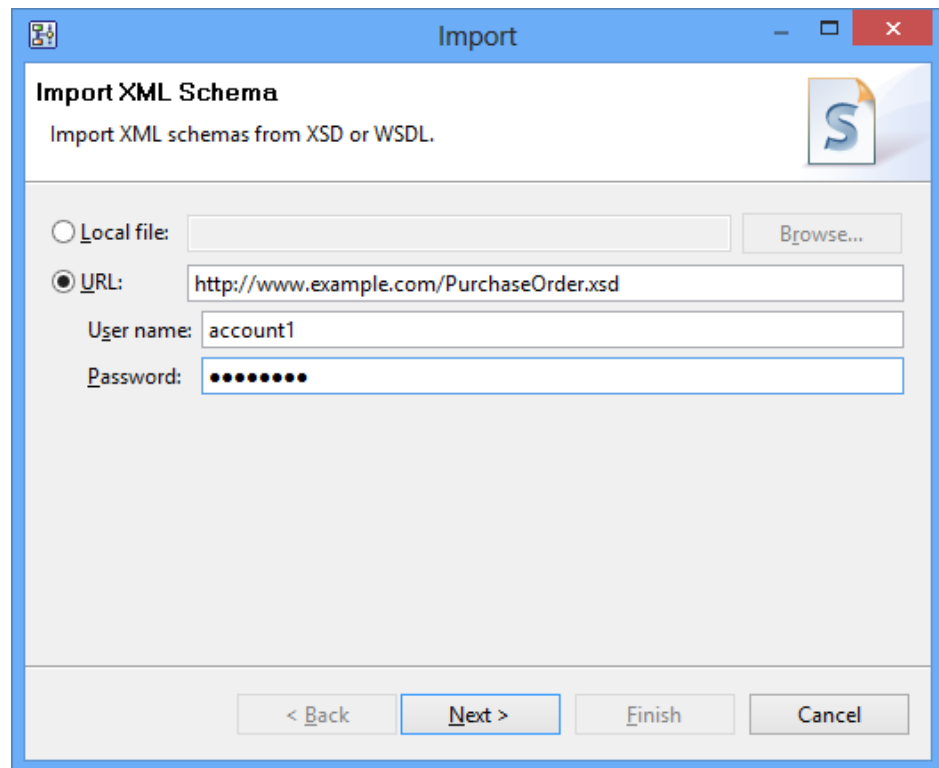 Import
Import XML Schema
Import XML schemas from XSD or WSDL.
S
Local file:
Browse...
URL: http://www.example.com/PurchaseOrder.xsd
User name: account1
Password: ●●●●●●●●
< Back Next > Finish Cancel